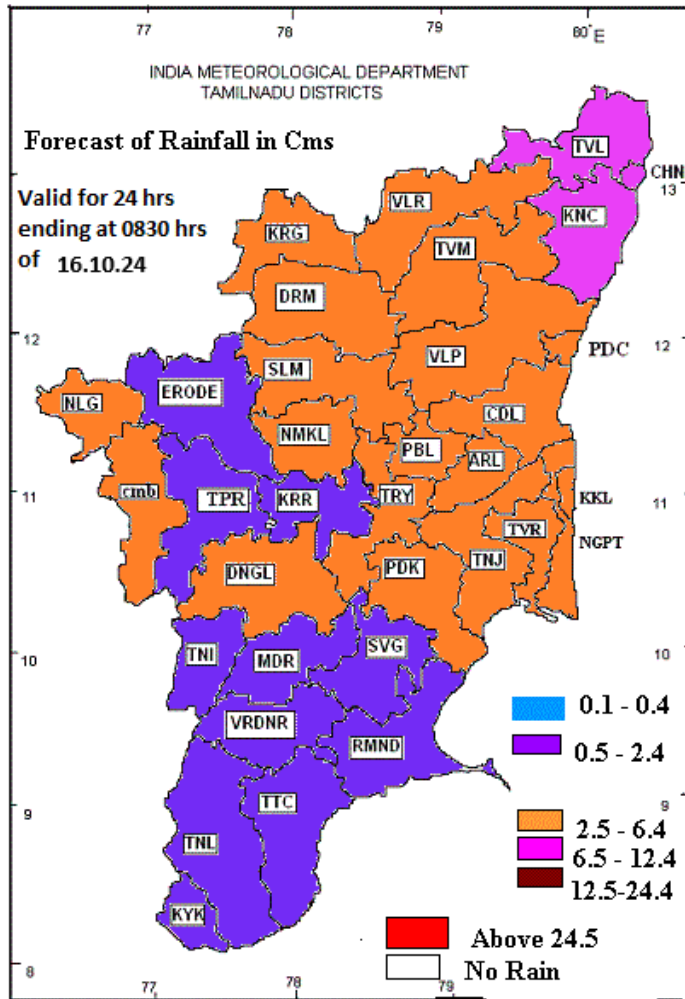 77 78 79 80°E
INDIA METEOROLOGICAL DEPARTMENT
TAMILNADU DISTRICTS
Forecast of Rainfall in Cms
TVL
CHN
13
Valid for 24 hrs
ending at 0830 hrs
of 16.10.24
VLR
KNC
KRG
TVM
DRM
12
12
PDC
VLP
SLM
ERODE
NLG
CDL
NMKL
PBL
ARL
11
cmb
TPR
KRR
TRY
KKL
11
TVR
NGPT
DNGL
PDK
TNJ
10
TNI
MDR
SVG
10
0.1 - 0.4
VRDNR
RMND
0.5 - 2.4
9
TTC
9
2.5 - 6.4
TNL
6.5 - 12.4
12.5-24.4
KYK
Above 24.5
8
No Rain
77 78 79